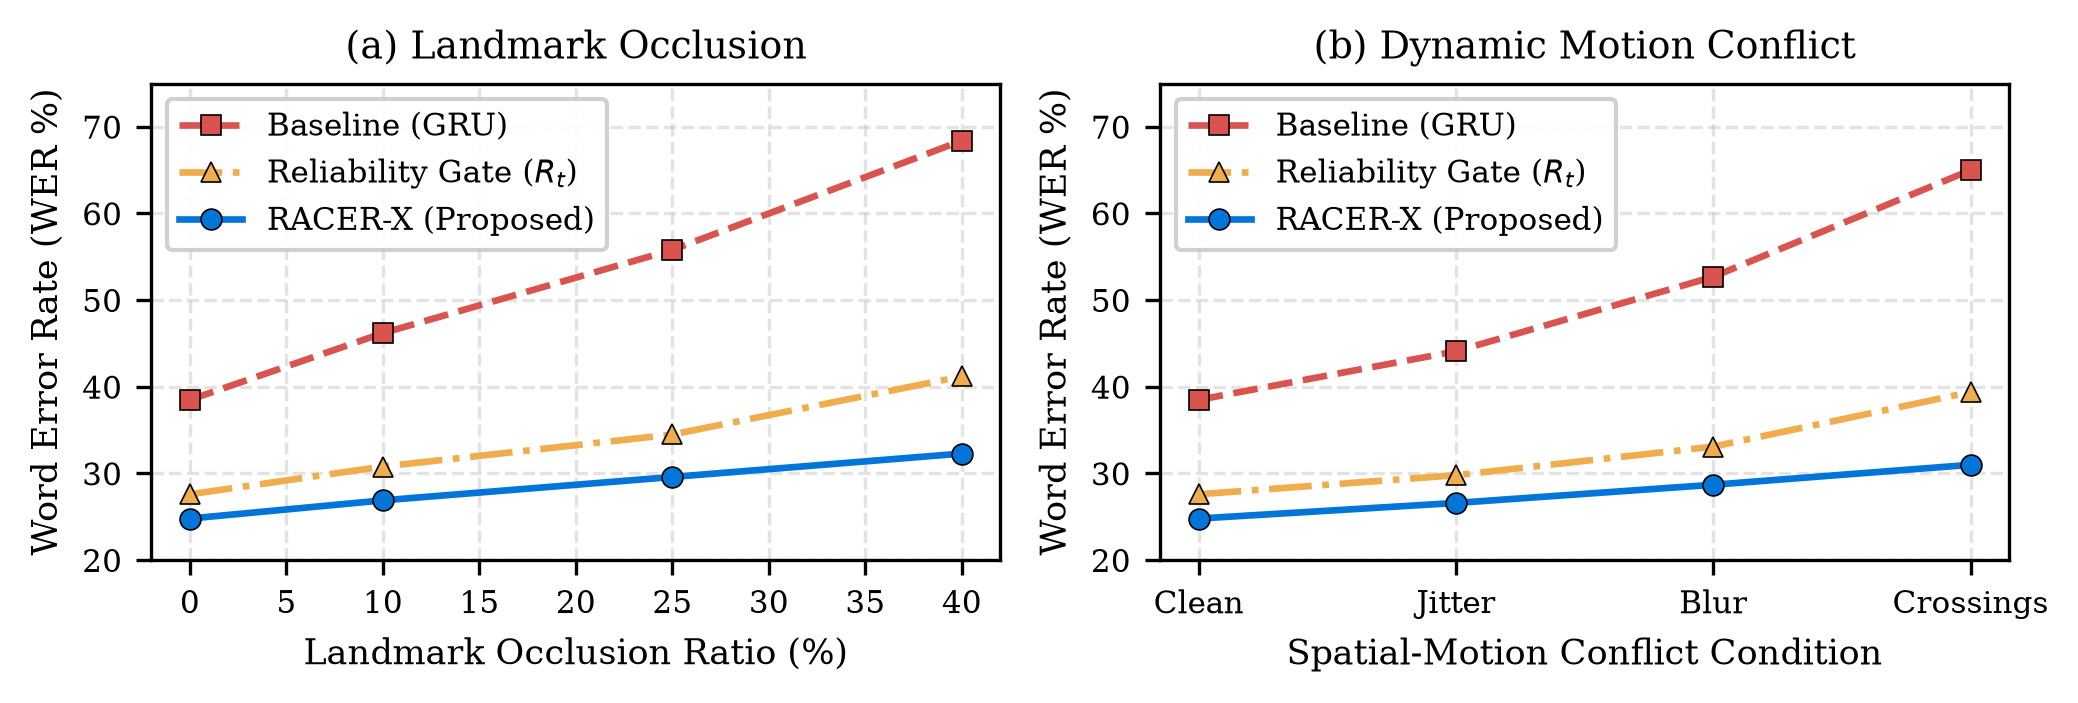 (a) Landmark Occlusion
Word Error Rate (WER %)
70
60
50
40
30
20
Baseline (GRU)
Reliability Gate (Rₜ)
RACER-X (Proposed)
0 5 10 15 20 25 30 35 40
Landmark Occlusion Ratio (%)
(b) Dynamic Motion Conflict
Word Error Rate (WER %)
70
60
50
40
30
20
Baseline (GRU)
Reliability Gate (Rₜ)
RACER-X (Proposed)
Clean Jitter Blur Crossings
Spatial-Motion Conflict Condition